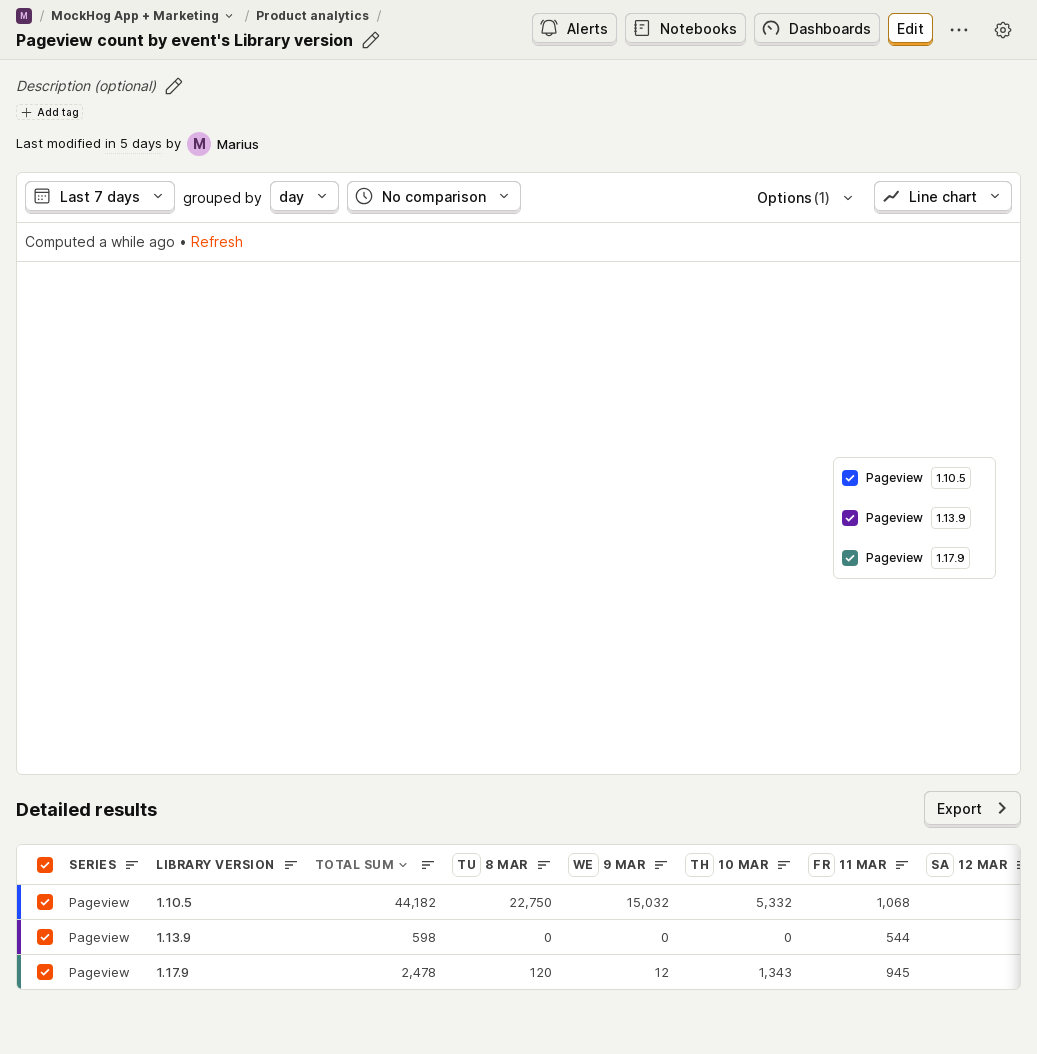 M / MockHog App + Marketing / Product analytics /
Pageview count by event's Library version
Alerts Notebooks Dashboards Edit
Description (optional)
Add tag
Last modified in 5 days by M Marius
Last 7 days grouped by day No comparison Options (1) Line chart
Computed a while ago • Refresh
Pageview 1.10.5
Pageview 1.13.9
Pageview 1.17.9
Detailed results Export
SERIES LIBRARY VERSION TOTAL SUM TU 8 MAR WE 9 MAR TH 10 MAR FR 11 MAR SA 12 MAR
Pageview 1.10.5 44,182 22,750 15,032 5,332 1,068
Pageview 1.13.9 598 0 0 0 544
Pageview 1.17.9 2,478 120 12 1,343 945